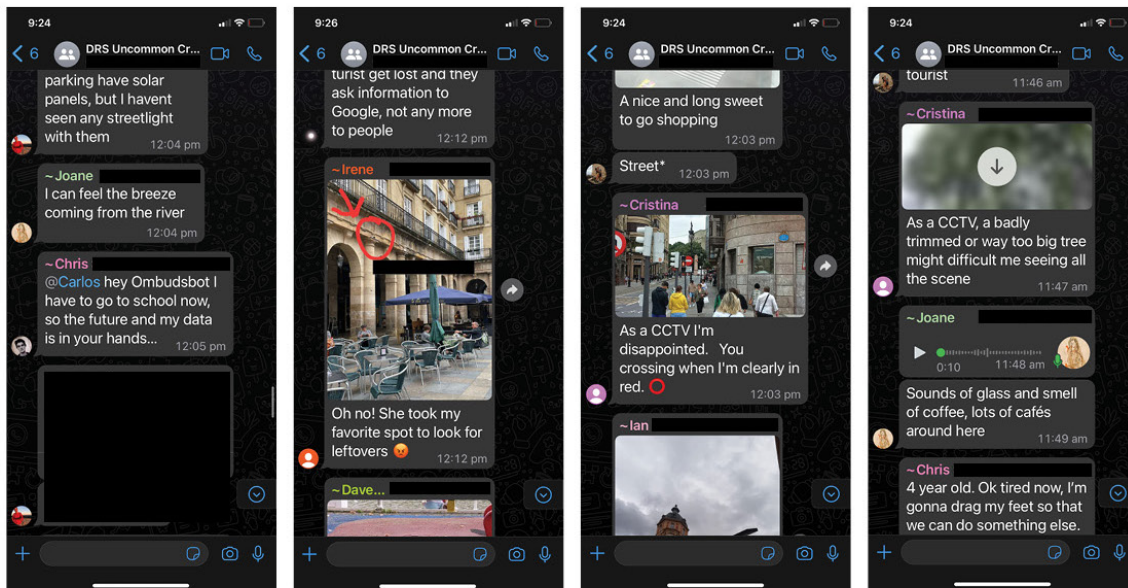 9:24
6
DRS Uncommon Cr...
parking have solar
panels, but I havent
seen any streetlight
with them
12:04 pm
~Joane
I can feel the breeze
coming from the river
12:04 pm
~Chris
@Carlos hey Ombudsbot I
have to go to school now,
so the future and my data
is in your hands...
12:05 pm
9:26
6
DRS Uncommon Cr...
turist get lost and they
ask information to
Google, not any more
to people
12:12 pm
~Irene
Oh no! She took my
favorite spot to look for
leftovers 😡
12:12 pm
~Dave...
9:24
6
DRS Uncommon Cr...
A nice and long sweet
to go shopping
12:03 pm
Street*
12:03 pm
~Cristina
As a CCTV I'm
disappointed. You
crossing when I'm clearly in
red. ⭕
12:03 pm
~Ian
9:24
6
DRS Uncommon Cr...
tourist
11:46 am
~Cristina
As a CCTV, a badly
trimmed or way too big tree
might difficult me seeing all
the scene
11:47 am
~Joane
0:10
11:48 am
Sounds of glass and smell
of coffee, lots of cafés
around here
11:49 am
~Chris
4 year old. Ok tired now, I'm
gonna drag my feet so that
we can do something else.